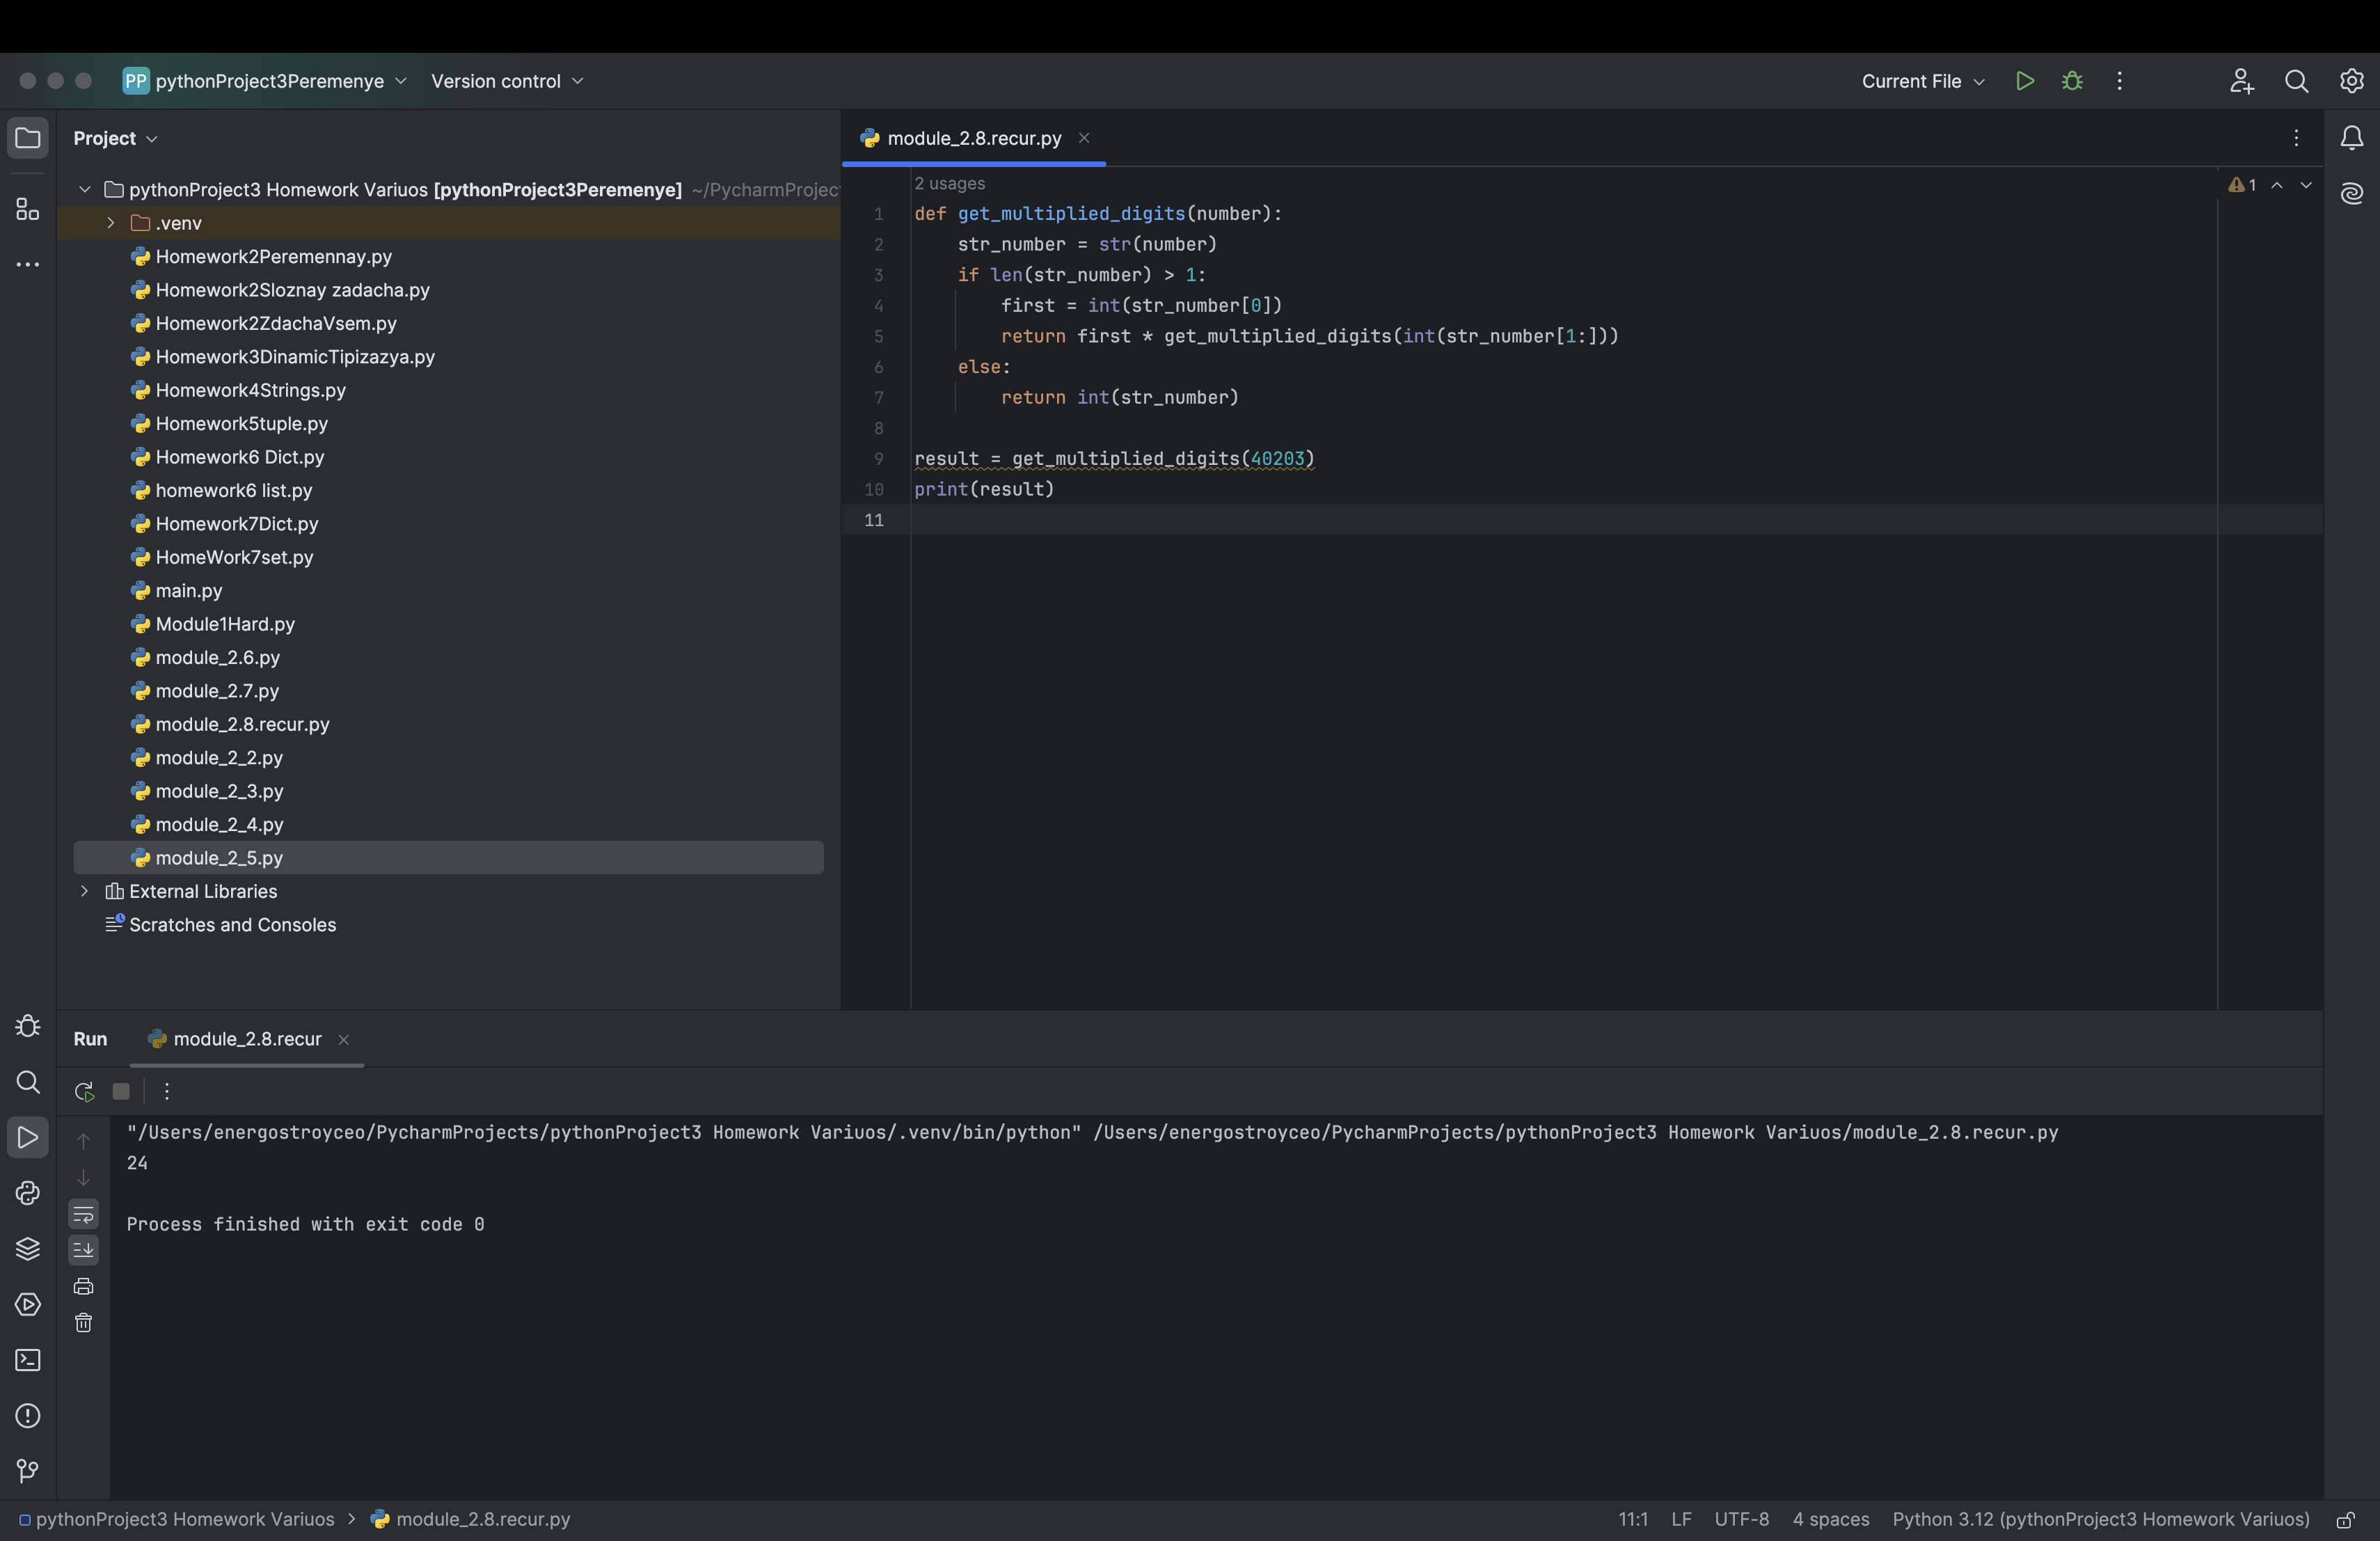 PP pythonProject3Peremenye Version control Current File
Project
pythonProject3 Homework Variuos [pythonProject3Peremenye] ~/PycharmProjec
.venv
Homework2Peremennay.py
Homework2Sloznay zadacha.py
Homework2ZdachaVsem.py
Homework3DinamicTipizazya.py
Homework4Strings.py
Homework5tuple.py
Homework6 Dict.py
homework6 list.py
Homework7Dict.py
HomeWork7set.py
main.py
Module1Hard.py
module_2.6.py
module_2.7.py
module_2.8.recur.py
module_2_2.py
module_2_3.py
module_2_4.py
module_2_5.py
External Libraries
Scratches and Consoles
module_2.8.recur.py
2 usages
1
1 def get_multiplied_digits(number):
2 str_number = str(number)
3 if len(str_number) > 1:
4 first = int(str_number[0])
5 return first * get_multiplied_digits(int(str_number[1:]))
6 else:
7 return int(str_number)
8
9 result = get_multiplied_digits(40203)
10 print(result)
11
Run module_2.8.recur
"/Users/energostroyceo/PycharmProjects/pythonProject3 Homework Variuos/.venv/bin/python" /Users/energostroyceo/PycharmProjects/pythonProject3 Homework Variuos/module_2.8.recur.py
24
Process finished with exit code 0
pythonProject3 Homework Variuos > module_2.8.recur.py 11:1 LF UTF-8 4 spaces Python 3.12 (pythonProject3 Homework Variuos)